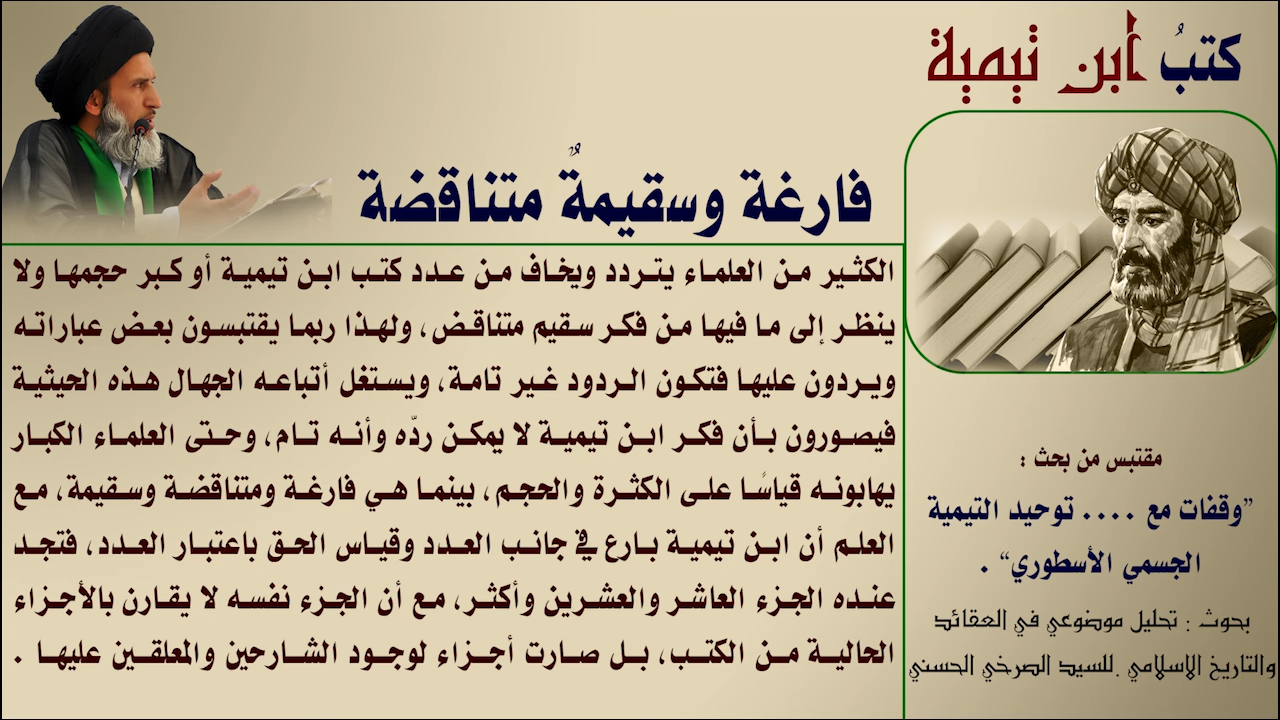 كتبُ ابن تيمية
فارغة وسقيمةٌ متناقضة
الكثير من العلماء يتردد ويخاف من عدد كتب ابن تيمية أو كبر حجمها ولا
ينظر إلى ما فيها من فكر سقيم متناقض، ولهذا ربما يقتبسون بعض عباراته
ويردون عليها فتكون الردود غير تامة، ويستغل أتباعه الجهال هذه الحيثية
فيصورون بأن فكر ابن تيمية لا يمكن ردّه وأنه تام، وحتى العلماء الكبار
يهابونه قياسًا على الكثرة والحجم، بينما هي فارغة ومتناقضة وسقيمة، مع
العلم أن ابن تيمية بارع في جانب العدد وقياس الحق باعتبار العدد، فتجد
عنده الجزء العاشر والعشرين وأكثر، مع أن الجزء نفسه لا يقارن بالأجزاء
الحالية من الكتب، بل صارت أجزاء لوجود الشارحين والمعلقين عليها .
مقتبس من بحث :
”وقفات مع .... توحيد التيمية
الجسمي الأسطوري“ .
بحوث : تحليل موضوعي في العقائد
والتاريخ الاسلامي .للسيد الصرخي الحسني